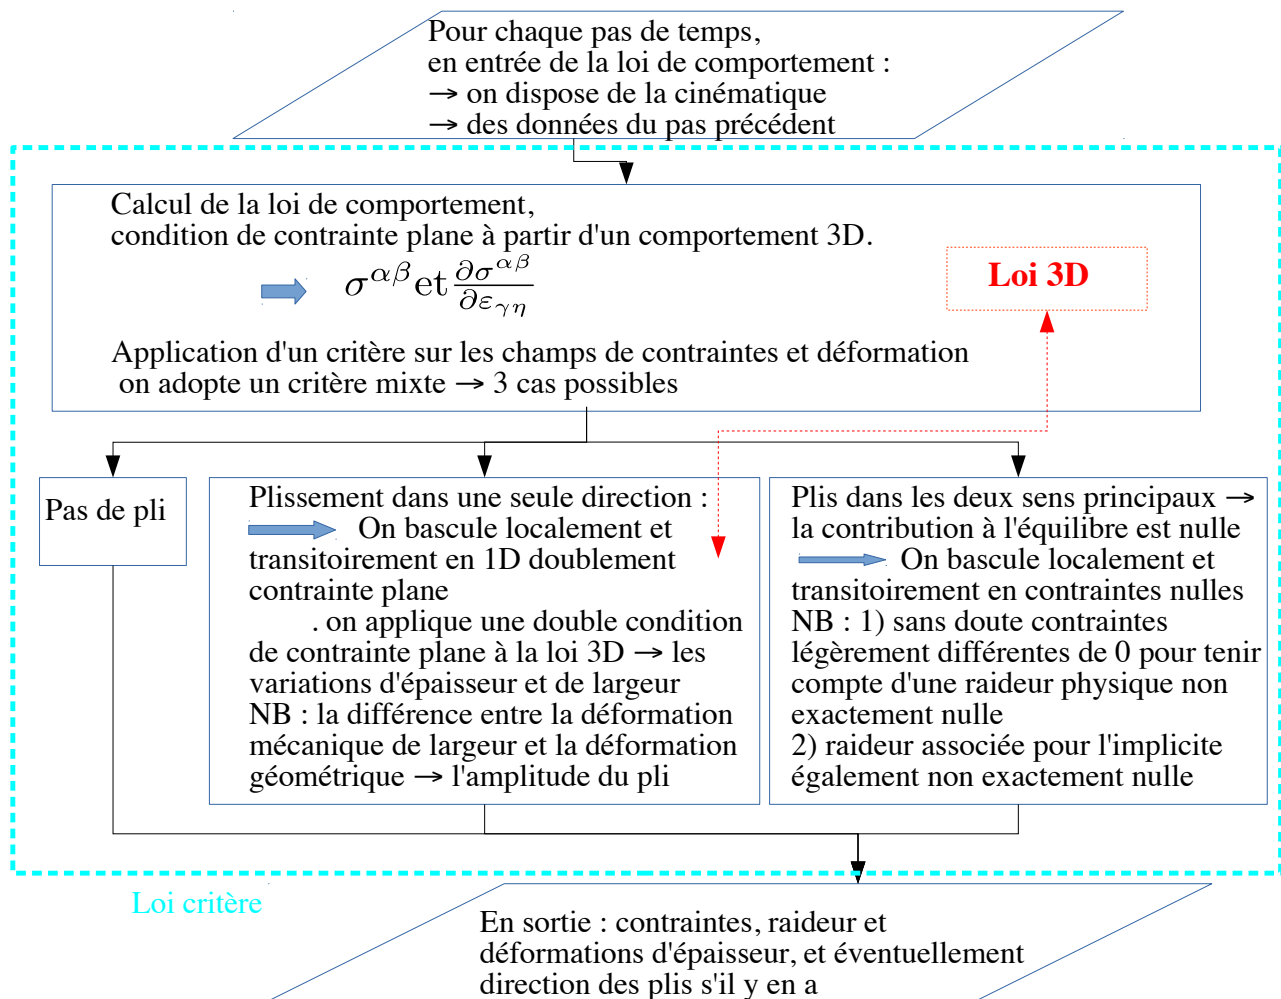 Pour chaque pas de temps,
en entrée de la loi de comportement :
→ on dispose de la cinématique
→ des données du pas précédent
Calcul de la loi de comportement,
condition de contrainte plane à partir d'un comportement 3D.
σ^{αβ} et ∂σ^{αβ}/∂ε_{γη}
Loi 3D
Application d'un critère sur les champs de contraintes et déformation
on adopte un critère mixte → 3 cas possibles
Pas de pli
Plissement dans une seule direction :
On bascule localement et
transitoirement en 1D doublement
contrainte plane
. on applique une double condition
de contrainte plane à la loi 3D → les
variations d'épaisseur et de largeur
NB : la différence entre la déformation
mécanique de largeur et la déformation
géométrique → l'amplitude du pli
Plis dans les deux sens principaux →
la contribution à l'équilibre est nulle
On bascule localement et
transitoirement en contraintes nulles
NB : 1) sans doute contraintes
légèrement différentes de 0 pour tenir
compte d'une raideur physique non
exactement nulle
2) raideur associée pour l'implicite
également non exactement nulle
Loi critère
En sortie : contraintes, raideur et
déformations d'épaisseur, et éventuellement
direction des plis s'il y en a